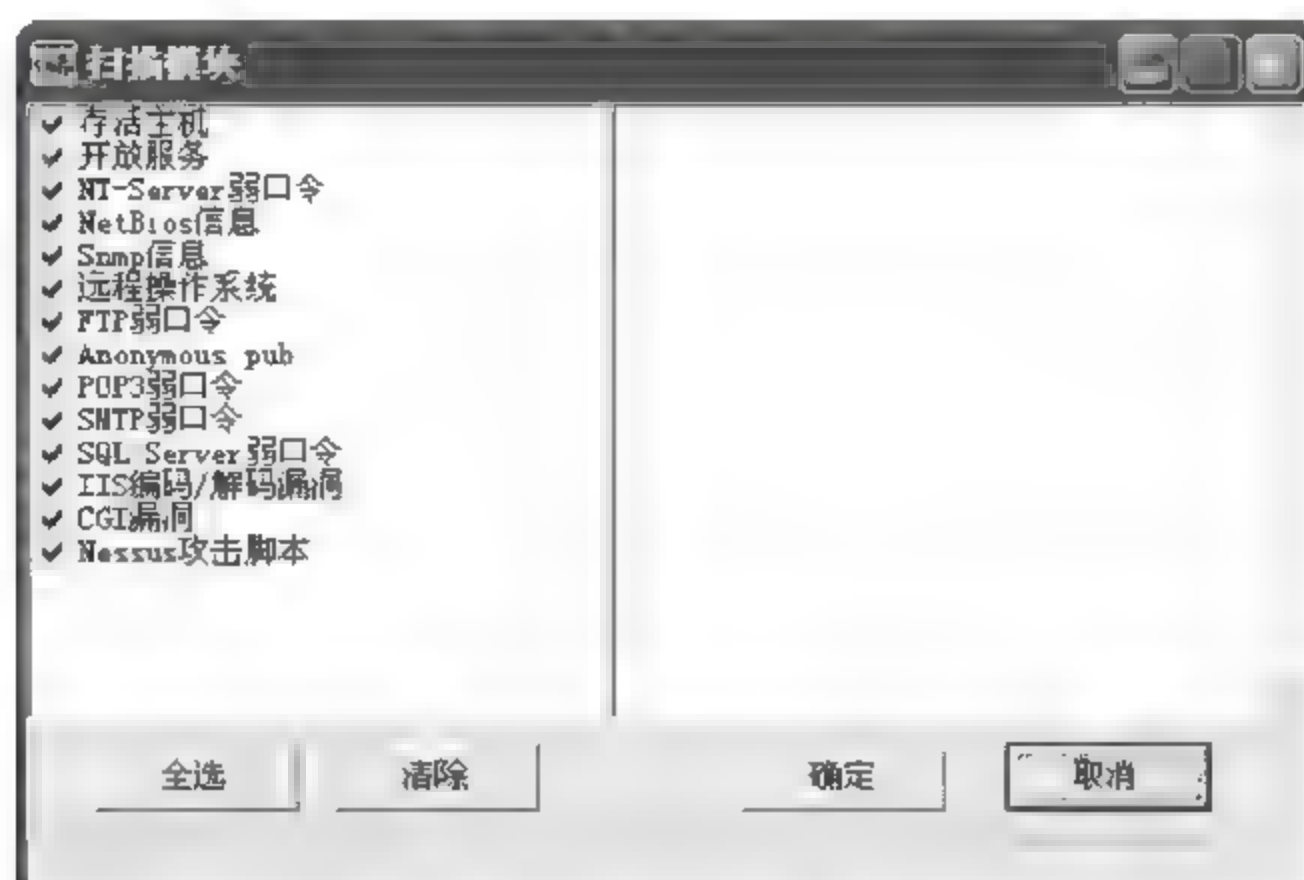 扫描模块
存活主机
开放服务
NT-Server弱口令
NetBios信息
Snmp信息
远程操作系统
FTP弱口令
Anonymous pub
POP3弱口令
SMTP弱口令
SQL Server弱口令
IIS编码/解码漏洞
CGI漏洞
Nessus攻击脚本
全选 清除 确定 取消